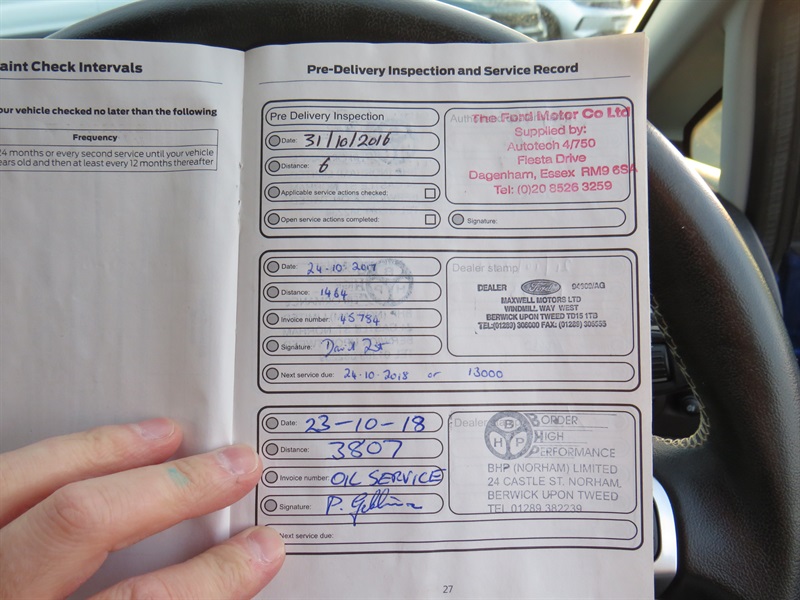 aint Check Intervals
our vehicle checked no later than the following
Frequency
24 months or every second service until your vehicle
ears old and then at least every 12 months thereafter
Pre-Delivery Inspection and Service Record
Pre Delivery Inspection
Date: 31/10/2016
Distance: 6
Applicable service actions checked:
Open service actions completed:
The Ford Motor Co Ltd
Supplied by:
Autotech 4/750
Fiesta Drive
Dagenham, Essex RM9 6SA
Tel: (0)20 8526 3259
Signature:
Date: 24·10·2017
Distance: 1464
Invoice number: 45784
Signature: David
Next service due: 24·10·2018 or 13000
Dealer stamp
DEALER Ford
MAXWELL MOTORS LTD
WINDMILL WAY WEST
BERWICK UPON TWEED TD15 1TB
Date: 23-10-18
Distance: 3807
Invoice number: OIL SERVICE
Signature: P.
Next service due:
Dealer
BHP
BORDER
HIGH
PERFORMANCE
BHP (NORHAM) LIMITED
24 CASTLE ST. NORHAM,
BERWICK UPON TWEED
TEL 01289 382239
27